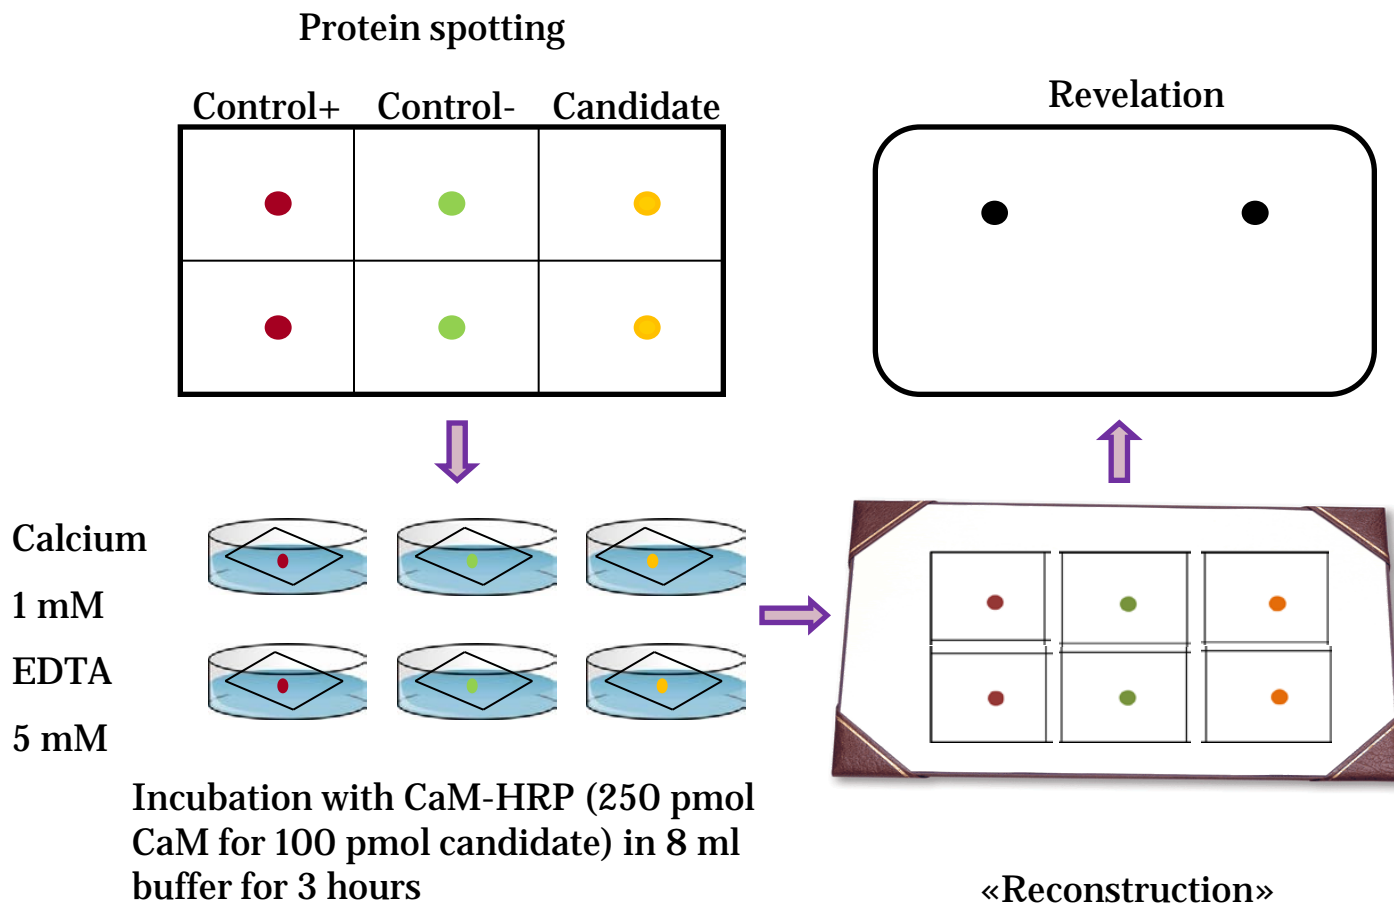 Protein spotting
Control+ Control- Candidate
Revelation
Calcium
1 mM
EDTA
5 mM
Incubation with CaM-HRP (250 pmol
CaM for 100 pmol candidate) in 8 ml
buffer for 3 hours
«Reconstruction»